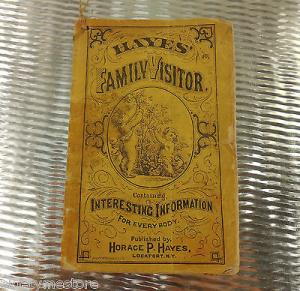 HAYES'
FAMILY VISITOR.
Containing
INTERESTING INFORMATION
FOR EVERY BODY.
Published by
HORACE P. HAYES,
LOCKPORT, N.Y.